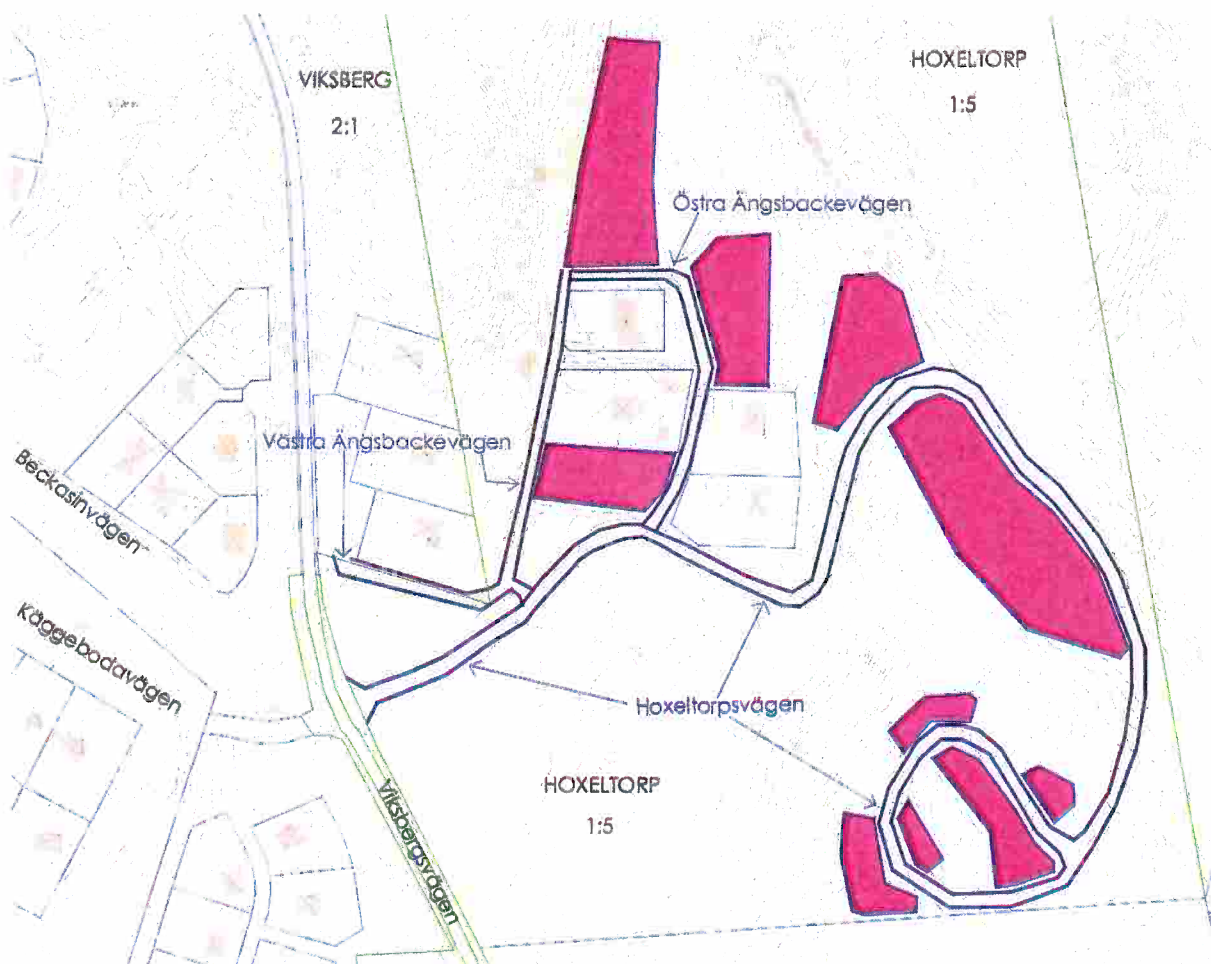 VIKSBERG
2:1
HOXELTORP
1:5
Östra Ängsbackevägen
Västra Ängsbackevägen
Beckasinvägen
Käggebodavägen
Hoxeltorpsvägen
HOXELTORP
1:5
Viksbergsvägen